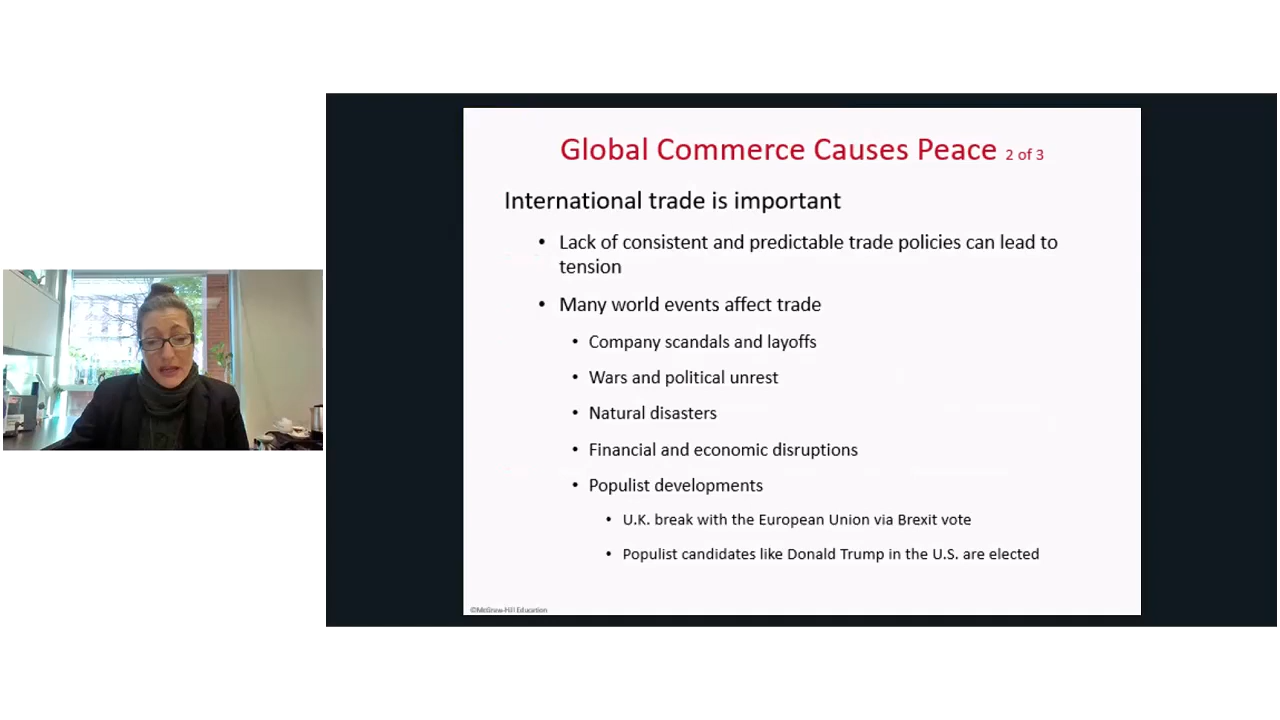 Global Commerce Causes Peace 2 of 3
International trade is important
• Lack of consistent and predictable trade policies can lead to
tension
• Many world events affect trade
• Company scandals and layoffs
• Wars and political unrest
• Natural disasters
• Financial and economic disruptions
• Populist developments
• U.K. break with the European Union via Brexit vote
• Populist candidates like Donald Trump in the U.S. are elected
©McGraw-Hill Education